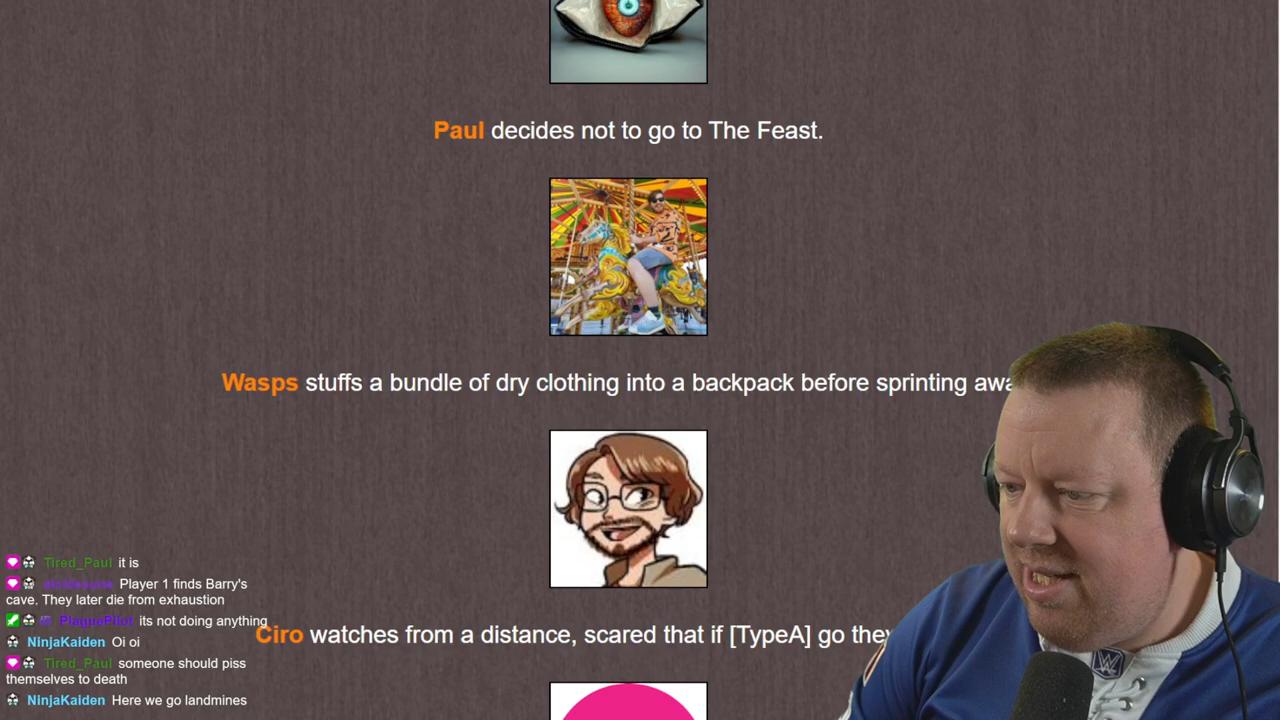 Paul decides not to go to The Feast.
Wasps stuffs a bundle of dry clothing into a backpack before sprinting
Ciro watches from a distance, scared that if [TypeA] go
Tired_Paul it is
Player 1 finds Barry's
cave. They later die from exhaustion
PlaguePilot its not doing anything
NinjaKaiden Oi oi
Tired_Paul someone should piss
themselves to death
NinjaKaiden Here we go landmines
W